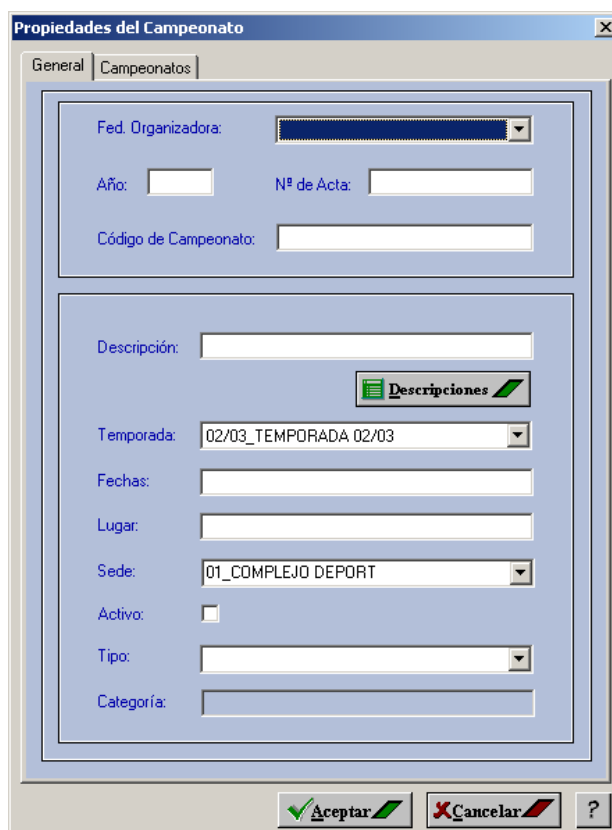 Propiedades del Campeonato
General Campeonatos
Fed. Organizadora:
Año: Nº de Acta:
Código de Campeonato:
Descripción:
Descripciones
Temporada: 02/03_TEMPORADA 02/03
Fechas:
Lugar:
Sede: 01_COMPLEJO DEPORT
Activo:
Tipo:
Categoría:
Aceptar Cancelar ?